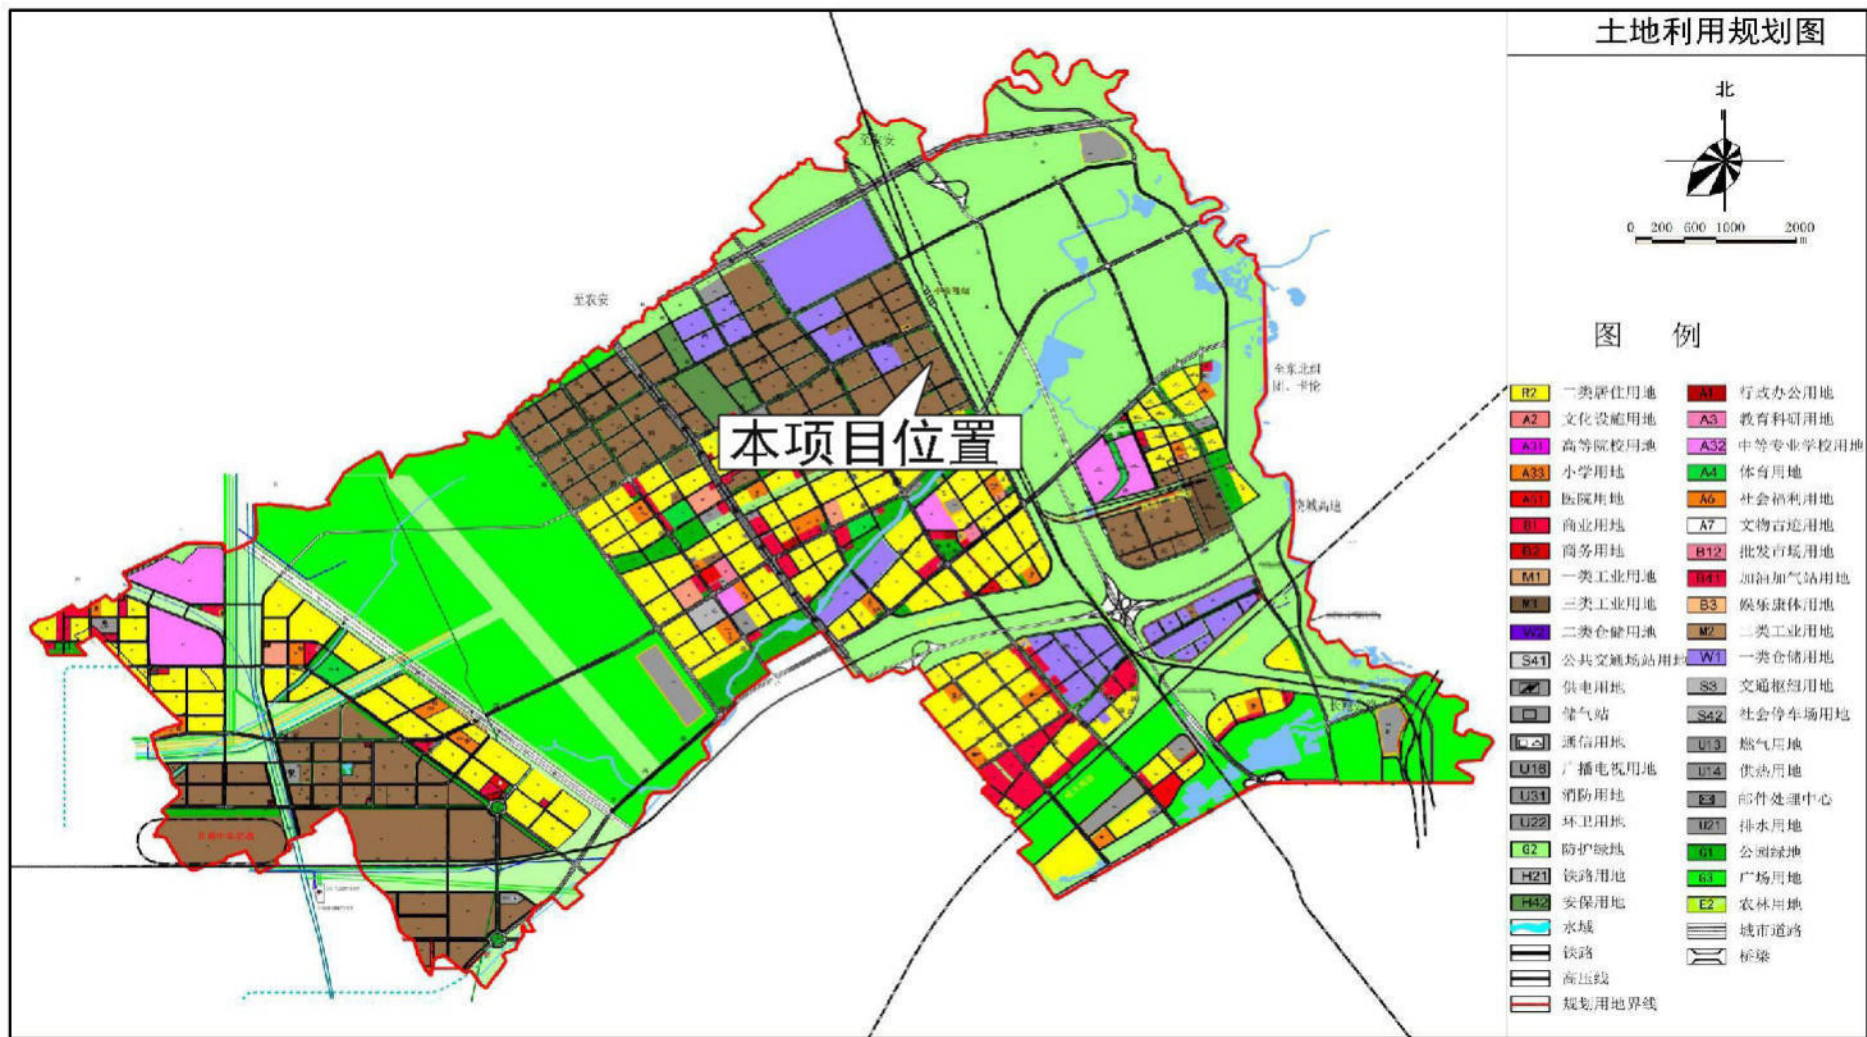 土地利用规划图
北
0 200 600 1000 2000
m
至农安
至农安
至东北组
团、卡伦
本项目位置
图 例
R2 二类居住用地
A1 行政办公用地
A2 文化设施用地
A3 教育科研用地
A31 高等院校用地
A32 中等专业学校用地
A33 小学用地
A4 体育用地
A51 医院用地
A6 社会福利用地
B1 商业用地
A7 文物古迹用地
B2 商务用地
B12 批发市场用地
M1 一类工业用地
B41 加油加气站用地
M3 三类工业用地
B3 娱乐康体用地
W2 二类仓储用地
M2 二类工业用地
S41 公共交通场站用地
W1 一类仓储用地
供电用地
S3 交通枢纽用地
储气站
S42 社会停车场用地
通信用地
U13 燃气用地
U16 广播电视用地
U14 供热用地
U31 消防用地
邮件处理中心
U22 环卫用地
U21 排水用地
G2 防护绿地
G1 公园绿地
H21 铁路用地
G3 广场用地
H42 安保用地
E2 农林用地
水域
城市道路
铁路
桥梁
高压线
规划用地界线